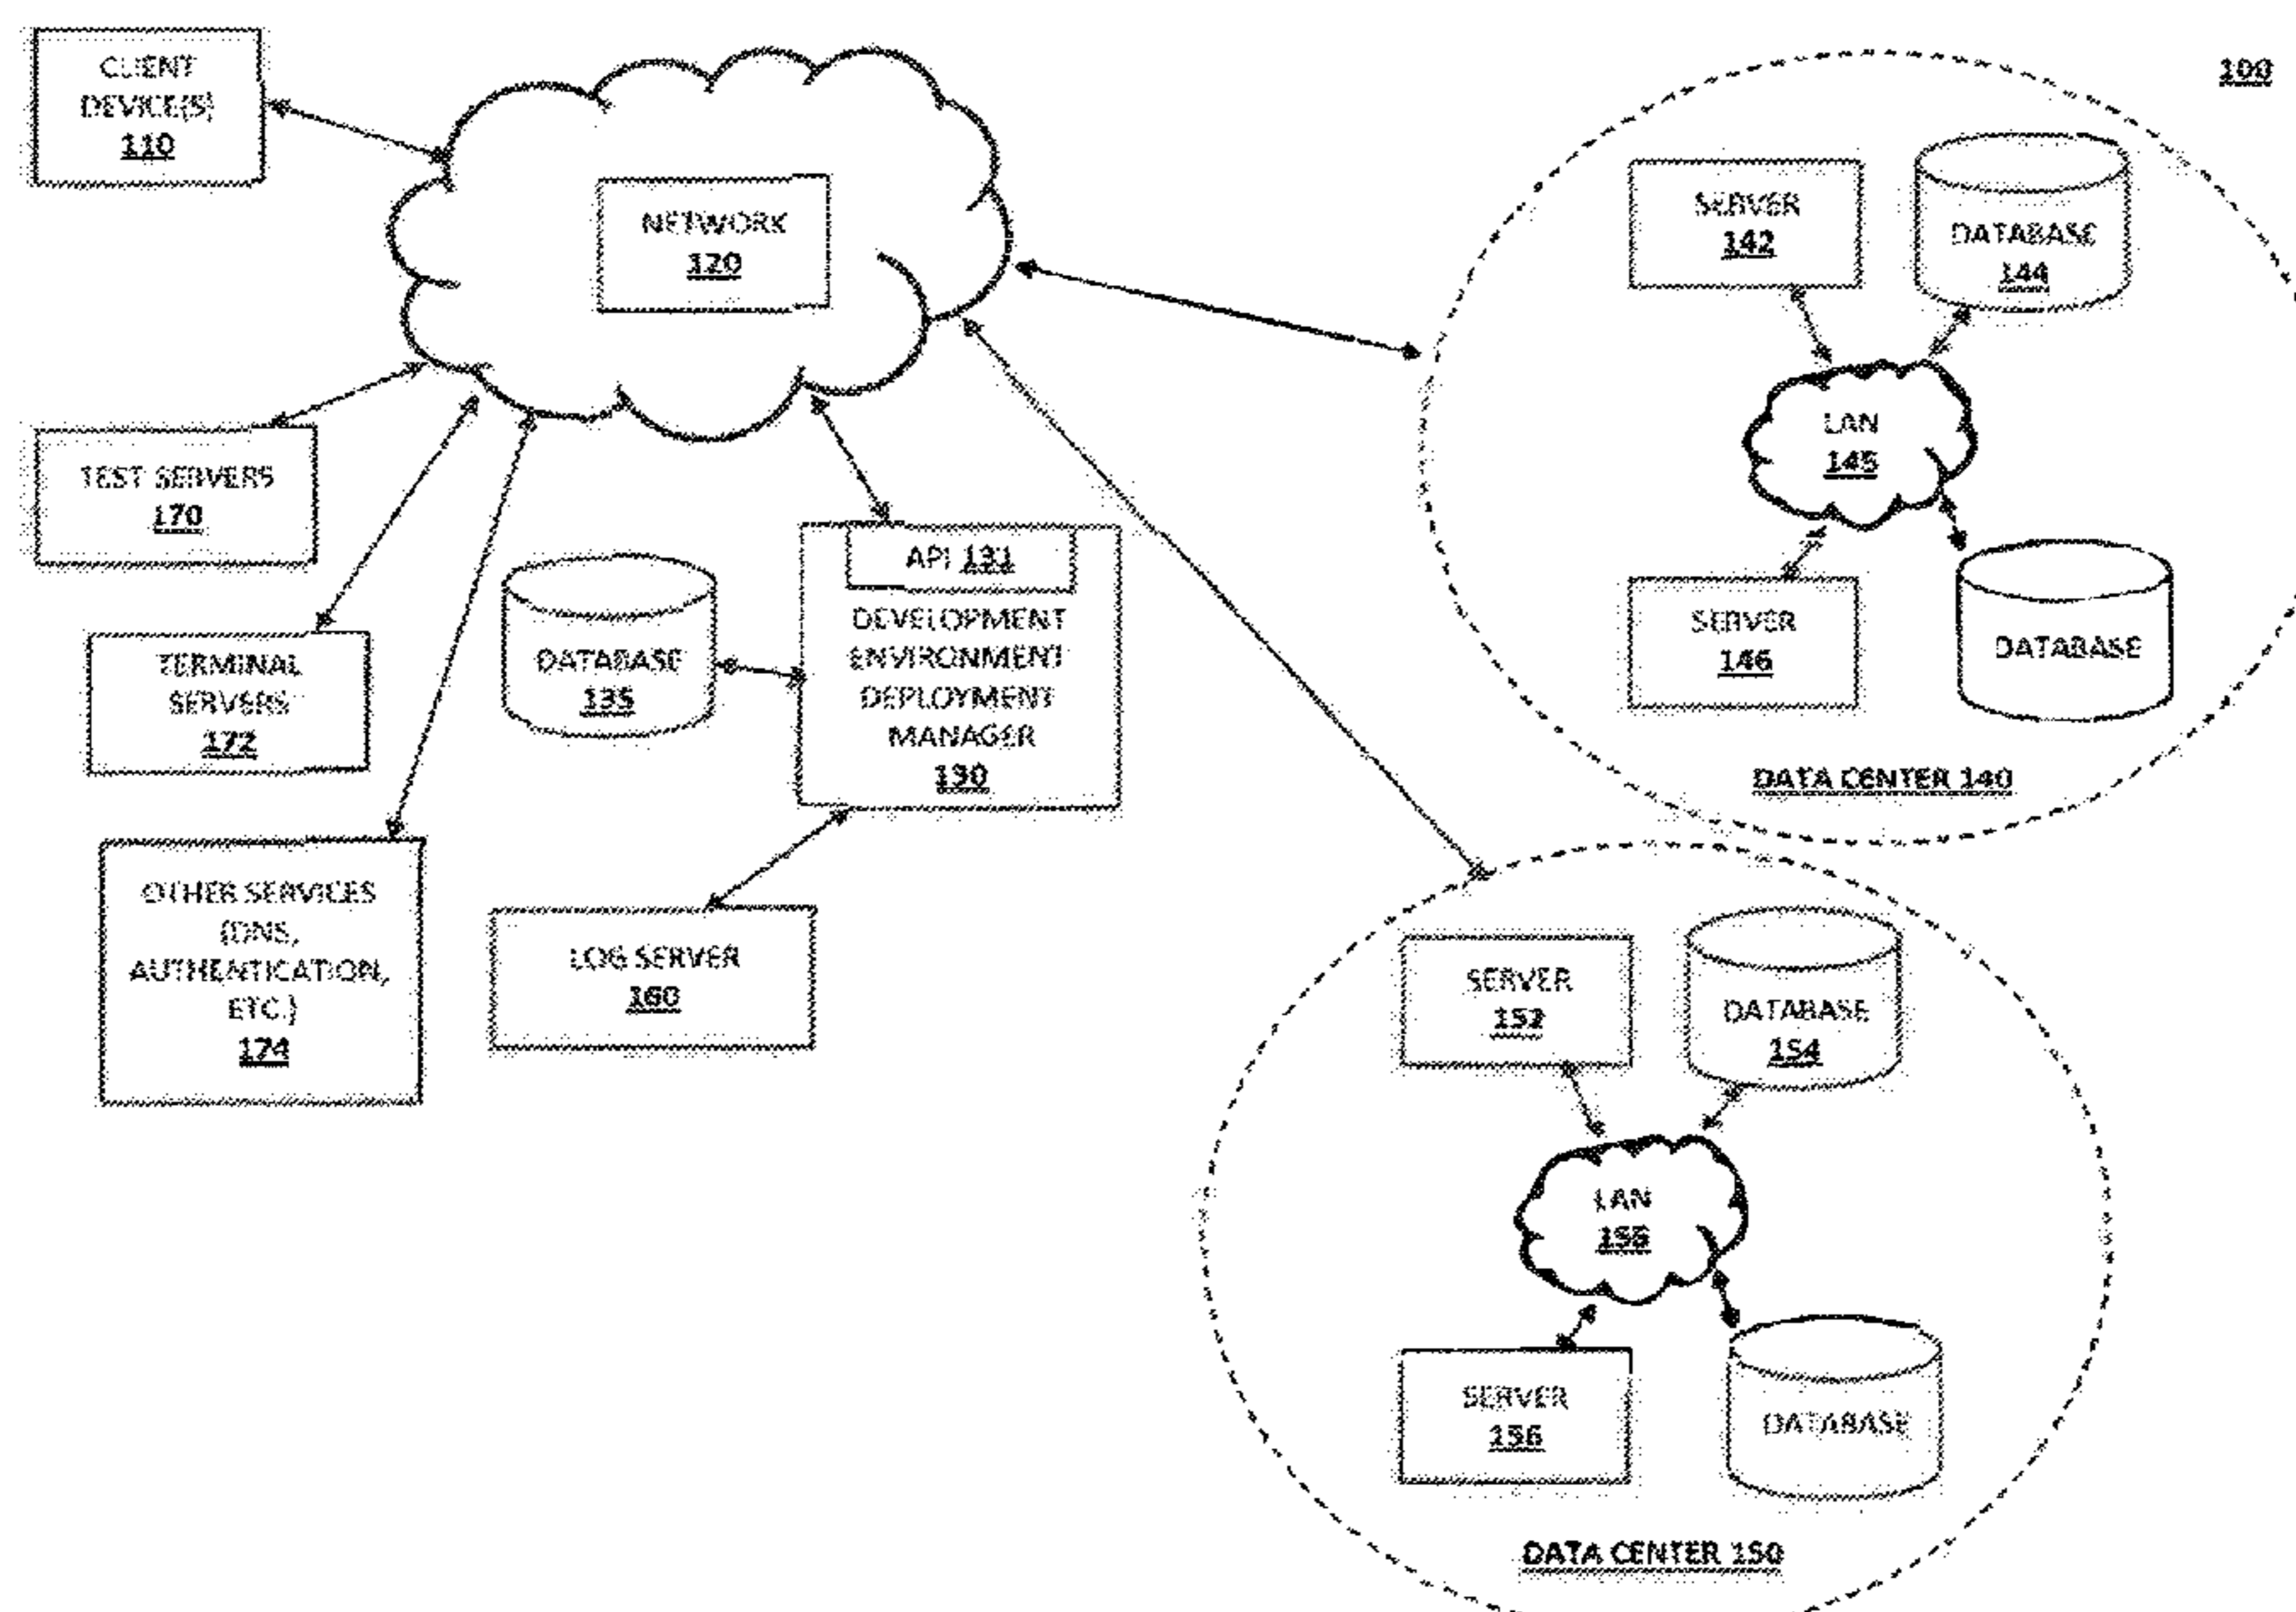 100
CLIENT
DEVICE(S)
110
NETWORK
120
SERVER
142
DATABASE
144
LAN
145
TEST SERVERS
170
API 131
DEVELOPMENT
ENVIRONMENT
DEPLOYMENT
MANAGER
130
DATABASE
135
SERVER
146
DATABASE
TERMINAL
SERVERS
172
DATA CENTER 140
OTHER SERVICES
(DNS,
AUTHENTICATION,
ETC.)
174
LOG SERVER
160
SERVER
152
DATABASE
154
LAN
155
SERVER
156
DATABASE
DATA CENTER 150